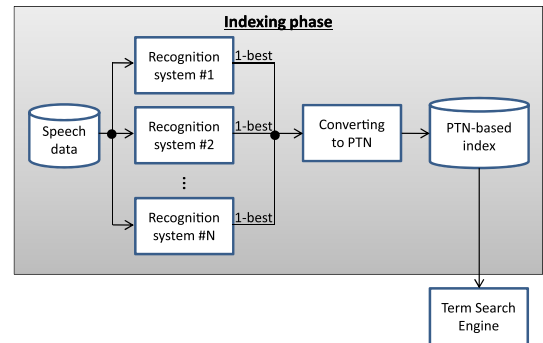 Indexing phase
Recognition
system #1
1-best
Speech
data
Recognition
system #2
1-best
Converting
to PTN
PTN-based
index
⋮
Recognition
system #N
1-best
Term Search
Engine